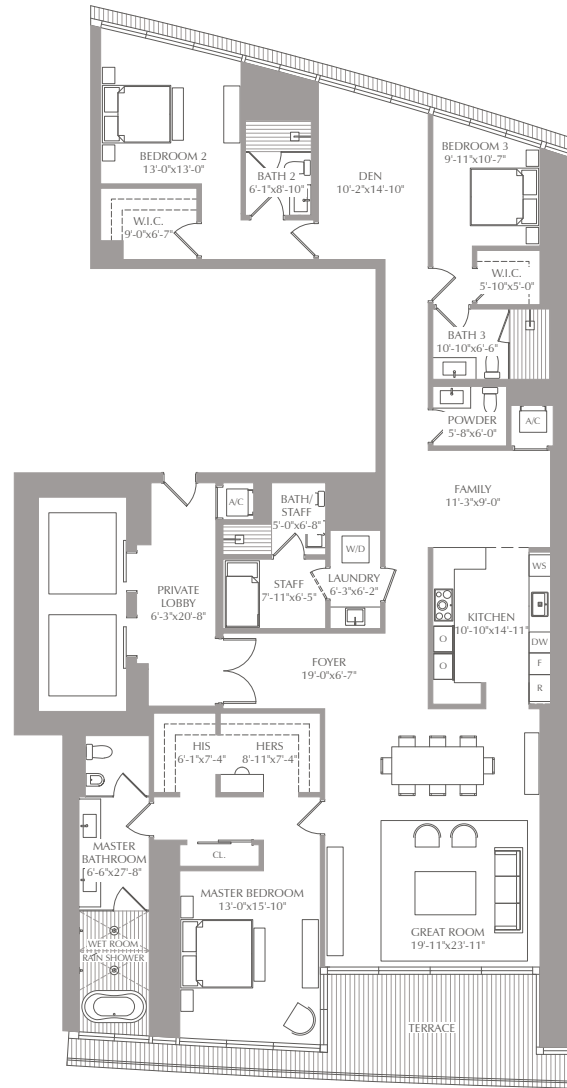 BEDROOM 2
13'-0"x13'-0"
BATH 2
6'-1"x8'-10"
DEN
10'-2"x14'-10"
BEDROOM 3
9'-11"x10'-7"
W.I.C.
9'-0"x6'-7"
W.I.C.
5'-10"x5'-0"
BATH 3
10'-10"x6'-6"
POWDER
5'-8"x6'-0"
A/C
FAMILY
11'-3"x9'-0"
A/C
BATH/
STAFF
5'-0"x6'-8"
W/D
STAFF
7'-11"x6'-5"
LAUNDRY
6'-3"x6'-2"
PRIVATE
LOBBY
6'-3"x20'-8"
WS
KITCHEN
10'-10"x14'-11"
O
O
DW
F
R
FOYER
19'-0"x6'-7"
HIS
6'-1"x7'-4"
HERS
8'-11"x7'-4"
CL.
MASTER
BATHROOM
6'-6"x27'-8"
MASTER BEDROOM
13'-0"x15'-10"
WET ROOM
RAIN SHOWER
GREAT ROOM
19'-11"x23'-11"
TERRACE